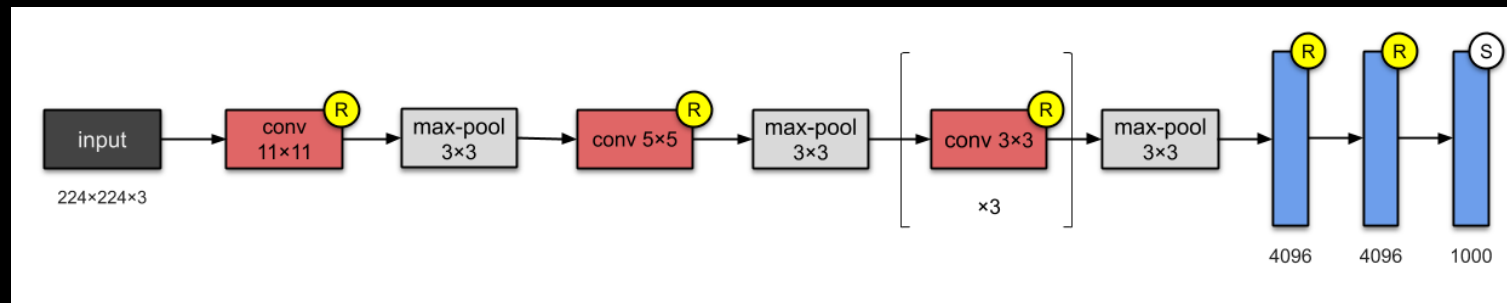 input
224×224×3
conv
11×11
R
max-pool
3×3
conv 5×5
R
max-pool
3×3
conv 3×3
R
×3
max-pool
3×3
R
4096
R
4096
S
1000